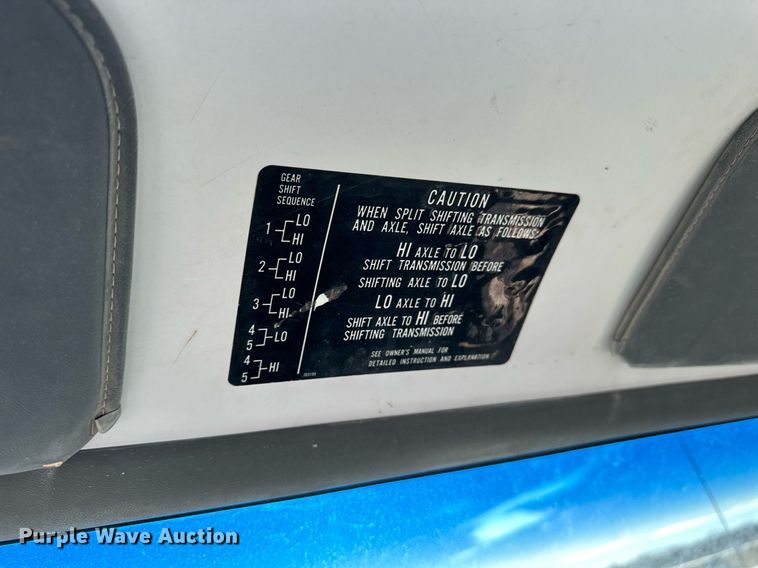 GEAR
SHIFT
SEQUENCE
1 LO
HI
2 LO
HI
3 LO
HI
4
5 LO
4
5 HI
CAUTION
WHEN SPLIT SHIFTING TRANSMISSION
AND AXLE, SHIFT AXLE AS FOLLOWS:
HI AXLE TO LO
SHIFT TRANSMISSION BEFORE
SHIFTING AXLE TO LO
LO AXLE TO HI
SHIFT AXLE TO HI BEFORE
SHIFTING TRANSMISSION
SEE OWNER'S MANUAL FOR
DETAILED INSTRUCTION AND EXPLANATION
Purple Wave Auction